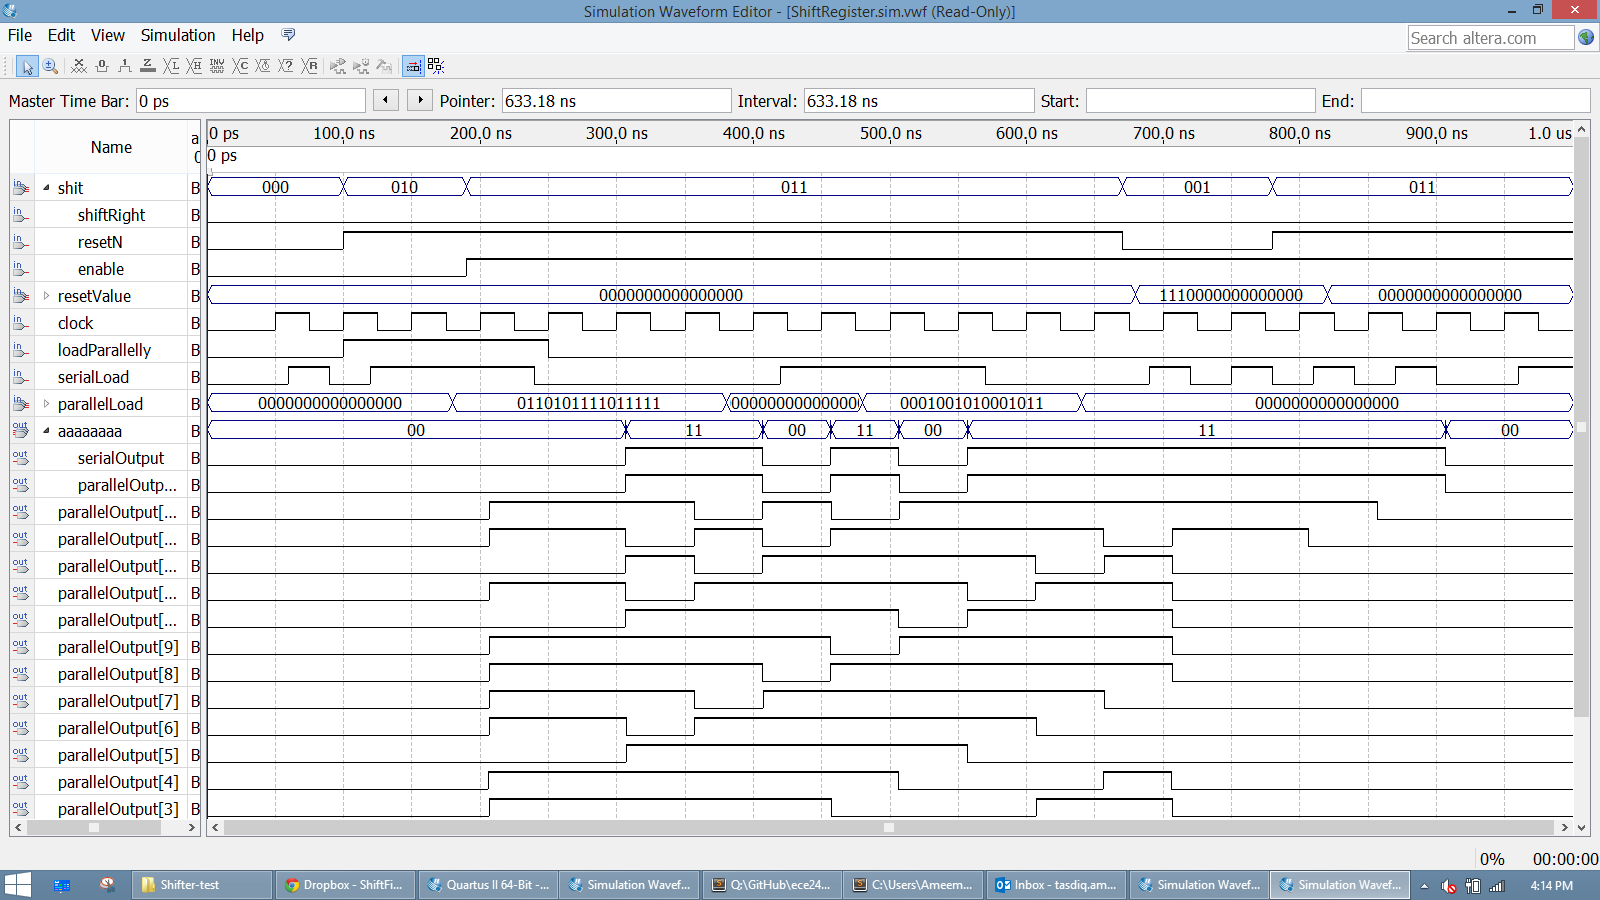 Simulation Waveform Editor - [ShiftRegister.sim.vwf (Read-Only)]
File Edit View Simulation Help
Search altera.com
Master Time Bar: 0 ps Pointer: 633.18 ns Interval: 633.18 ns Start: End:
Name
0 ps 100.0 ns 200.0 ns 300.0 ns 400.0 ns 500.0 ns 600.0 ns 700.0 ns 800.0 ns 900.0 ns 1.0 us
0 ps
shit B 000 010 011 001 011
shiftRight B
resetN B
enable B
resetValue B 0000000000000000 1110000000000000 0000000000000000
clock B
loadParallelly B
serialLoad B
parallelLoad B 0000000000000000 0110101111011111 0001001010001011 0000000000000000
aaaaaaaa B 00 11 00 11 00 11 00
serialOutput B
parallelOutp... B
parallelOutput[... B
parallelOutput[... B
parallelOutput[... B
parallelOutput[... B
parallelOutput[... B
parallelOutput[9] B
parallelOutput[8] B
parallelOutput[7] B
parallelOutput[6] B
parallelOutput[5] B
parallelOutput[4] B
parallelOutput[3] B
0% 00:00:00
Shifter-test Dropbox - ShiftFi... Quartus II 64-Bit -... Simulation Wavef... Q:\GitHub\ece24... C:\Users\Ameem... Inbox - tasdiq.am... Simulation Wavef... Simulation Wavef... 4:14 PM